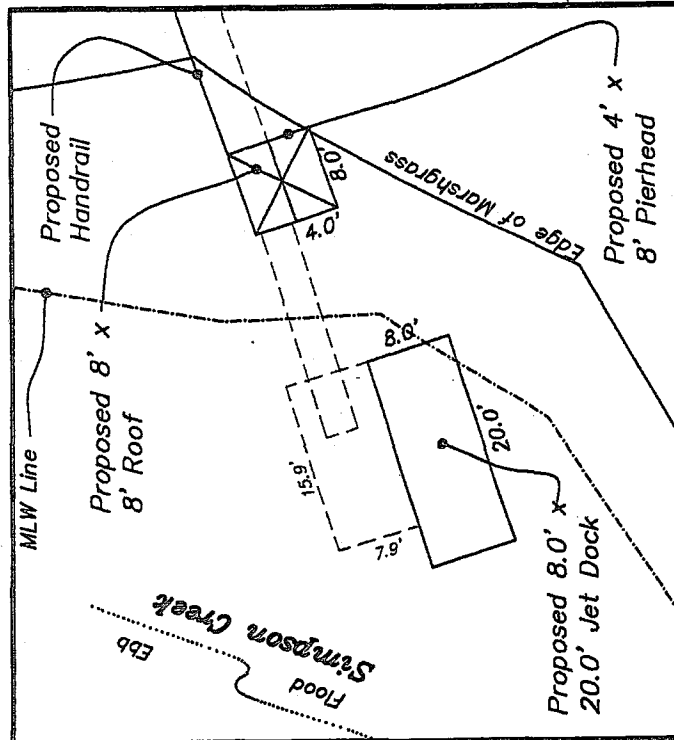 MLW Line
Proposed
Handrail
Proposed 8' x
8' Roof
8.0'
4.0'
Edge of Marshgrass
Proposed 4' x
8' Pierhead
8.0'
15.9'
7.9'
20.0'
Proposed 8.0' x
20.0' Jet Dock
Simpson Creek
Ebb
Flood